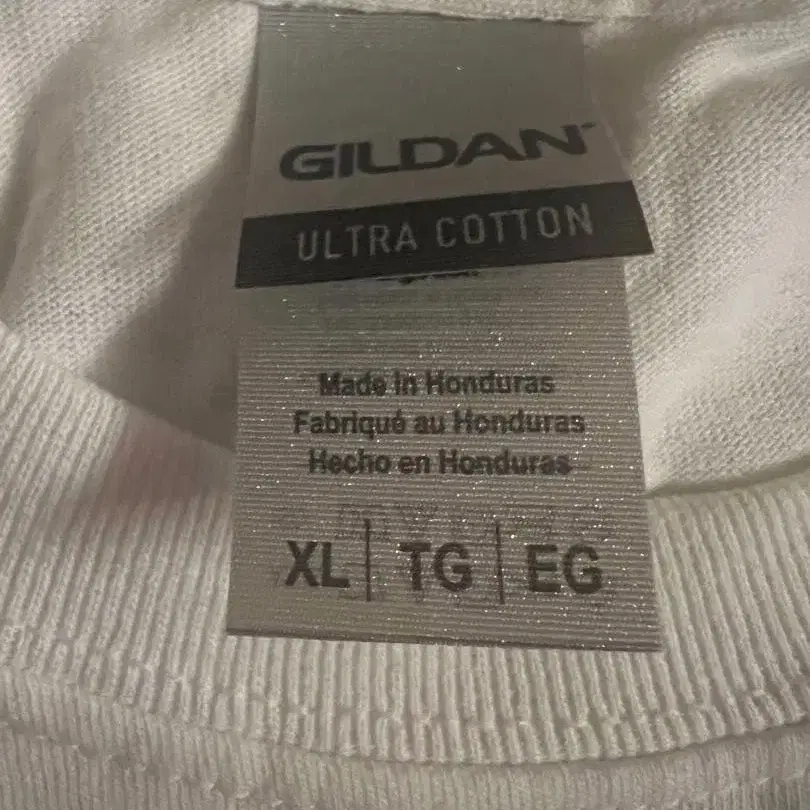 GILDAN
ULTRA COTTON
Made in Honduras
Fabriqué au Honduras
Hecho en Honduras
XL | TG | EG